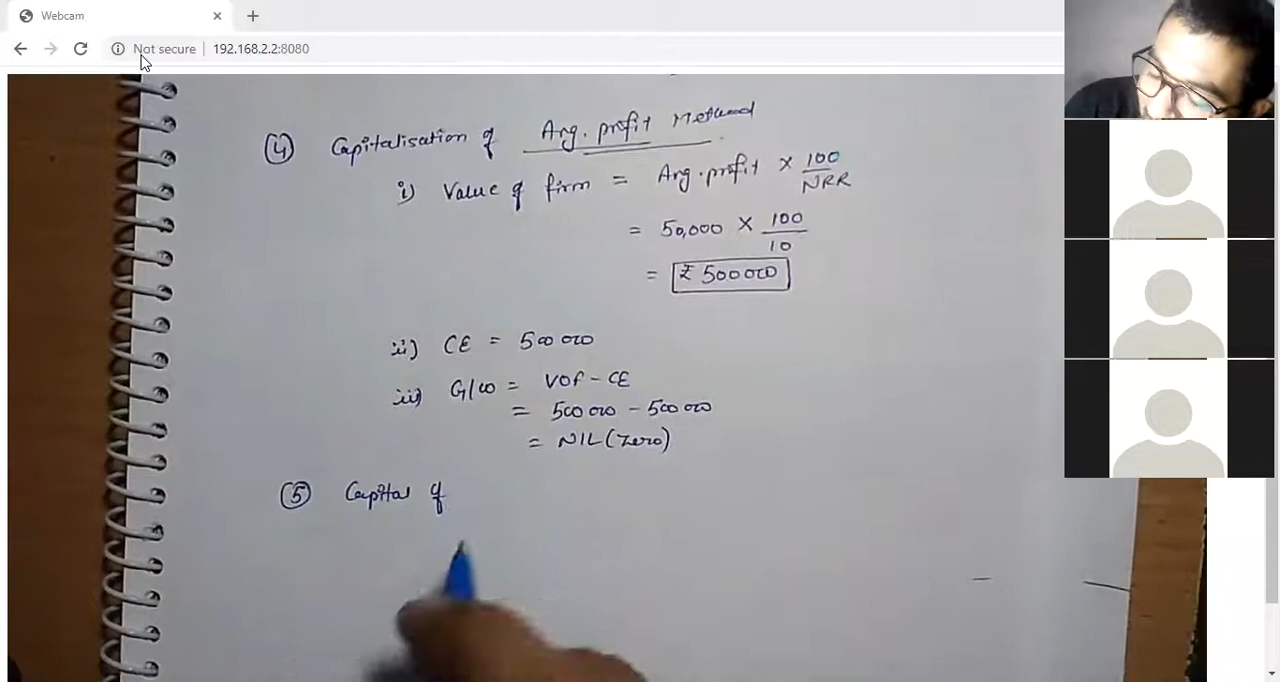 Webcam
Not secure 192.168.2.2:8080
④ Capitalisation of Avg. profit Method
i) Value of firm = Avg. profit × 100/NRR
= 50,000 × 100/10
= ₹ 500000
ii) CE = 500000
iii) G/w = VOF - CE
= 500000 - 500000
= NIL (Zero)
⑤ Capital of